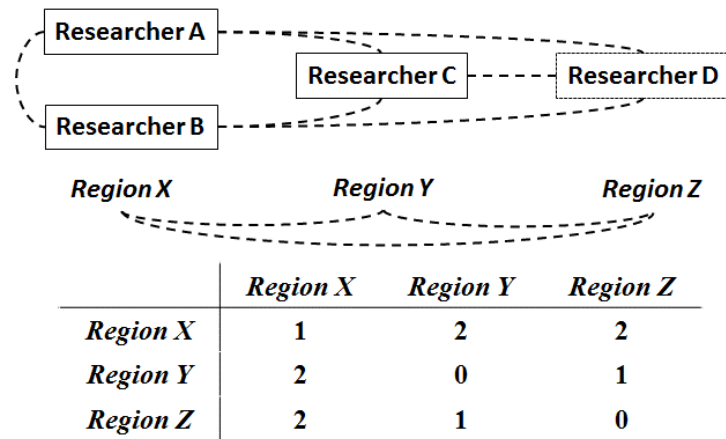 Researcher A
Researcher C
Researcher D
Researcher B
Region X Region Y Region Z
Region X Region Y Region Z
Region X 1 2 2
Region Y 2 0 1
Region Z 2 1 0